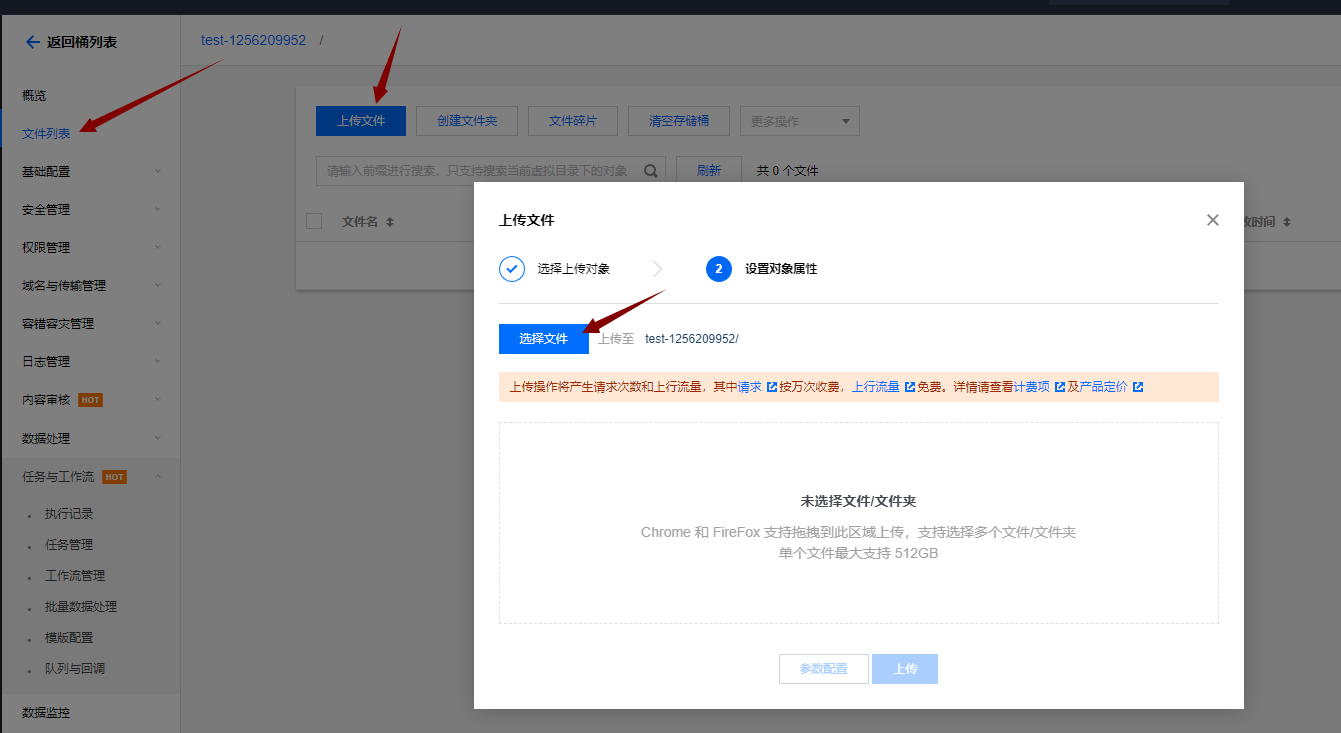 返回桶列表
test-1256209952 /
概览
文件列表
基础配置
安全管理
权限管理
域名与传输管理
容错容灾管理
日志管理
内容审核 HOT
数据处理
任务与工作流 HOT
执行记录
任务管理
工作流管理
批量数据处理
模版配置
队列与回调
数据监控
上传文件 创建文件夹 文件碎片 清空存储桶 更多操作
请输入前缀进行搜索，只支持搜索当前虚拟目录下的对象 刷新 共 0 个文件
文件名 改时间
上传文件
选择上传对象 2 设置对象属性
选择文件 上传至 test-1256209952/
上传操作将产生请求次数和上行流量，其中请求 按万次收费，上行流量 免费。详情请查看计费项 及产品定价
未选择文件/文件夹
Chrome 和 FireFox 支持拖拽到此区域上传，支持选择多个文件/文件夹
单个文件最大支持 512GB
参数配置 上传